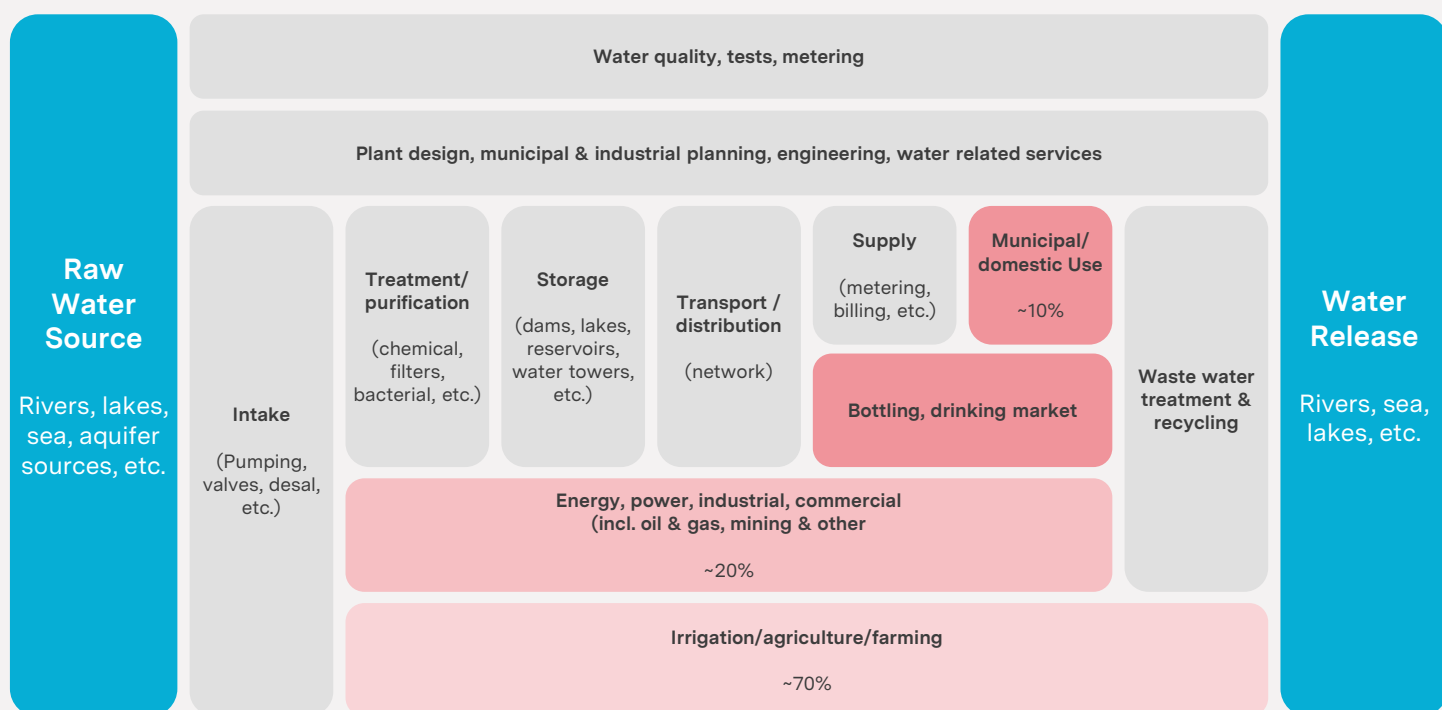 Raw
Water
Source
Rivers, lakes,
sea, aquifer
sources, etc.
Water quality, tests, metering
Plant design, municipal & industrial planning, engineering, water related services
Intake
(Pumping,
valves, desal,
etc.)
Treatment/
purification
(chemical,
filters,
bacterial, etc.)
Storage
(dams, lakes,
reservoirs,
water towers,
etc.)
Transport /
distribution
(network)
Supply
(metering,
billing, etc.)
Municipal/
domestic Use
~10%
Bottling, drinking market
Energy, power, industrial, commercial
(incl. oil & gas, mining & other
~20%
Irrigation/agriculture/farming
~70%
Waste water
treatment &
recycling
Water
Release
Rivers, sea,
lakes, etc.